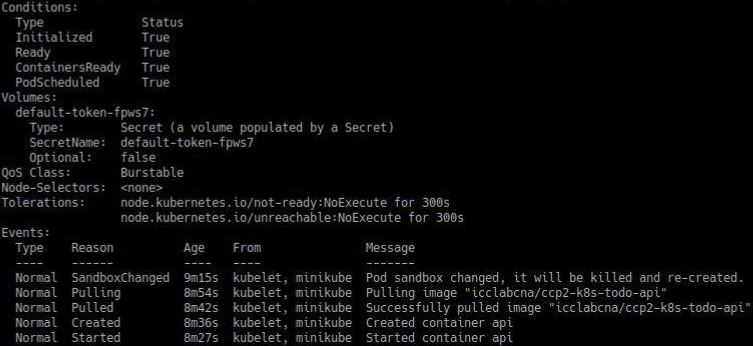 Conditions:
  Type              Status
  Initialized       True
  Ready             True
  ContainersReady   True
  PodScheduled      True
Volumes:
  default-token-fpws7:
    Type:        Secret (a volume populated by a Secret)
    SecretName:  default-token-fpws7
    Optional:    false
QoS Class:       Burstable
Node-Selectors:  <none>
Tolerations:     node.kubernetes.io/not-ready:NoExecute for 300s
                 node.kubernetes.io/unreachable:NoExecute for 300s
Events:
  Type    Reason          Age    From               Message
  ----    ------          ----   ----               -------
  Normal  SandboxChanged  9m15s  kubelet, minikube  Pod sandbox changed, it will be killed and re-created.
  Normal  Pulling         8m54s  kubelet, minikube  Pulling image "icclabcna/ccp2-k8s-todo-api"
  Normal  Pulled          8m42s  kubelet, minikube  Successfully pulled image "icclabcna/ccp2-k8s-todo-api"
  Normal  Created         8m36s  kubelet, minikube  Created container api
  Normal  Started         8m27s  kubelet, minikube  Started container api